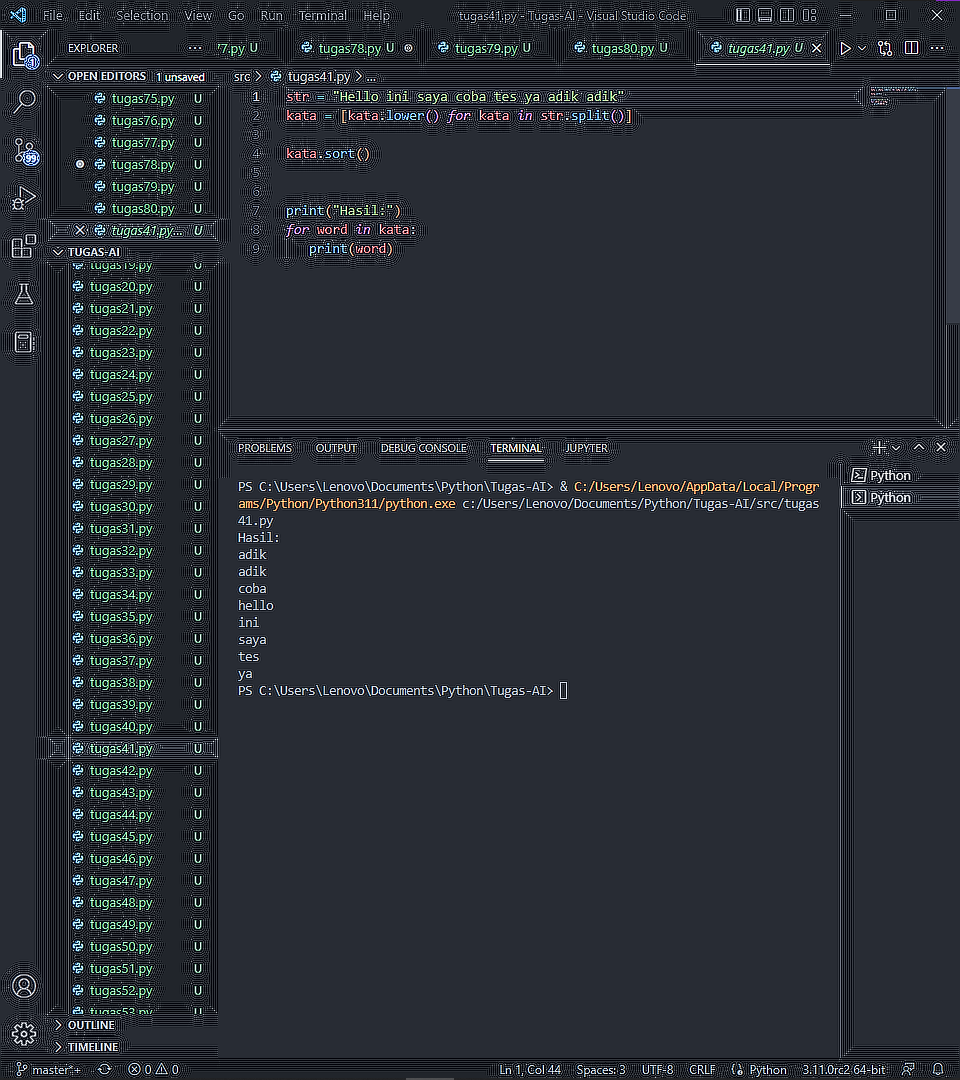 File Edit Selection View Go Run Terminal Help tugas41.py - Tugas-AI - Visual Studio Code
EXPLORER ... 77.py U tugas78.py U tugas79.py U tugas80.py U tugas41.py U
OPEN EDITORS 1 unsaved
tugas75.py U
tugas76.py U
tugas77.py U
tugas78.py U
tugas79.py U
tugas80.py U
tugas41.py... U
TUGAS-AI
tugas19.py U
tugas20.py U
tugas21.py U
tugas22.py U
tugas23.py U
tugas24.py U
tugas25.py U
tugas26.py U
tugas27.py U
tugas28.py U
tugas29.py U
tugas30.py U
tugas31.py U
tugas32.py U
tugas33.py U
tugas34.py U
tugas35.py U
tugas36.py U
tugas37.py U
tugas38.py U
tugas39.py U
tugas40.py U
tugas41.py U
tugas42.py U
tugas43.py U
tugas44.py U
tugas45.py U
tugas46.py U
tugas47.py U
tugas48.py U
tugas49.py U
tugas50.py U
tugas51.py U
tugas52.py U
tugas53.py U
OUTLINE
TIMELINE
99
1
src > tugas41.py > ...
1 str = "Hello ini saya coba tes ya adik adik"
2 kata = [kata.lower() for kata in str.split()]
3
4 kata.sort()
5
6
7 print("Hasil:")
8 for word in kata:
9 print(word)
PROBLEMS OUTPUT DEBUG CONSOLE TERMINAL JUPYTER
PS C:\Users\Lenovo\Documents\Python\Tugas-AI> & C:/Users/Lenovo/AppData/Local/Progr
ams/Python/Python311/python.exe c:/Users/Lenovo/Documents/Python/Tugas-AI/src/tugas
41.py
Hasil:
adik
adik
coba
hello
ini
saya
tes
ya
PS C:\Users\Lenovo\Documents\Python\Tugas-AI>
Python
Python
master*+ 0 0 Ln 1, Col 44 Spaces: 3 UTF-8 CRLF Python 3.11.0rc2 64-bit